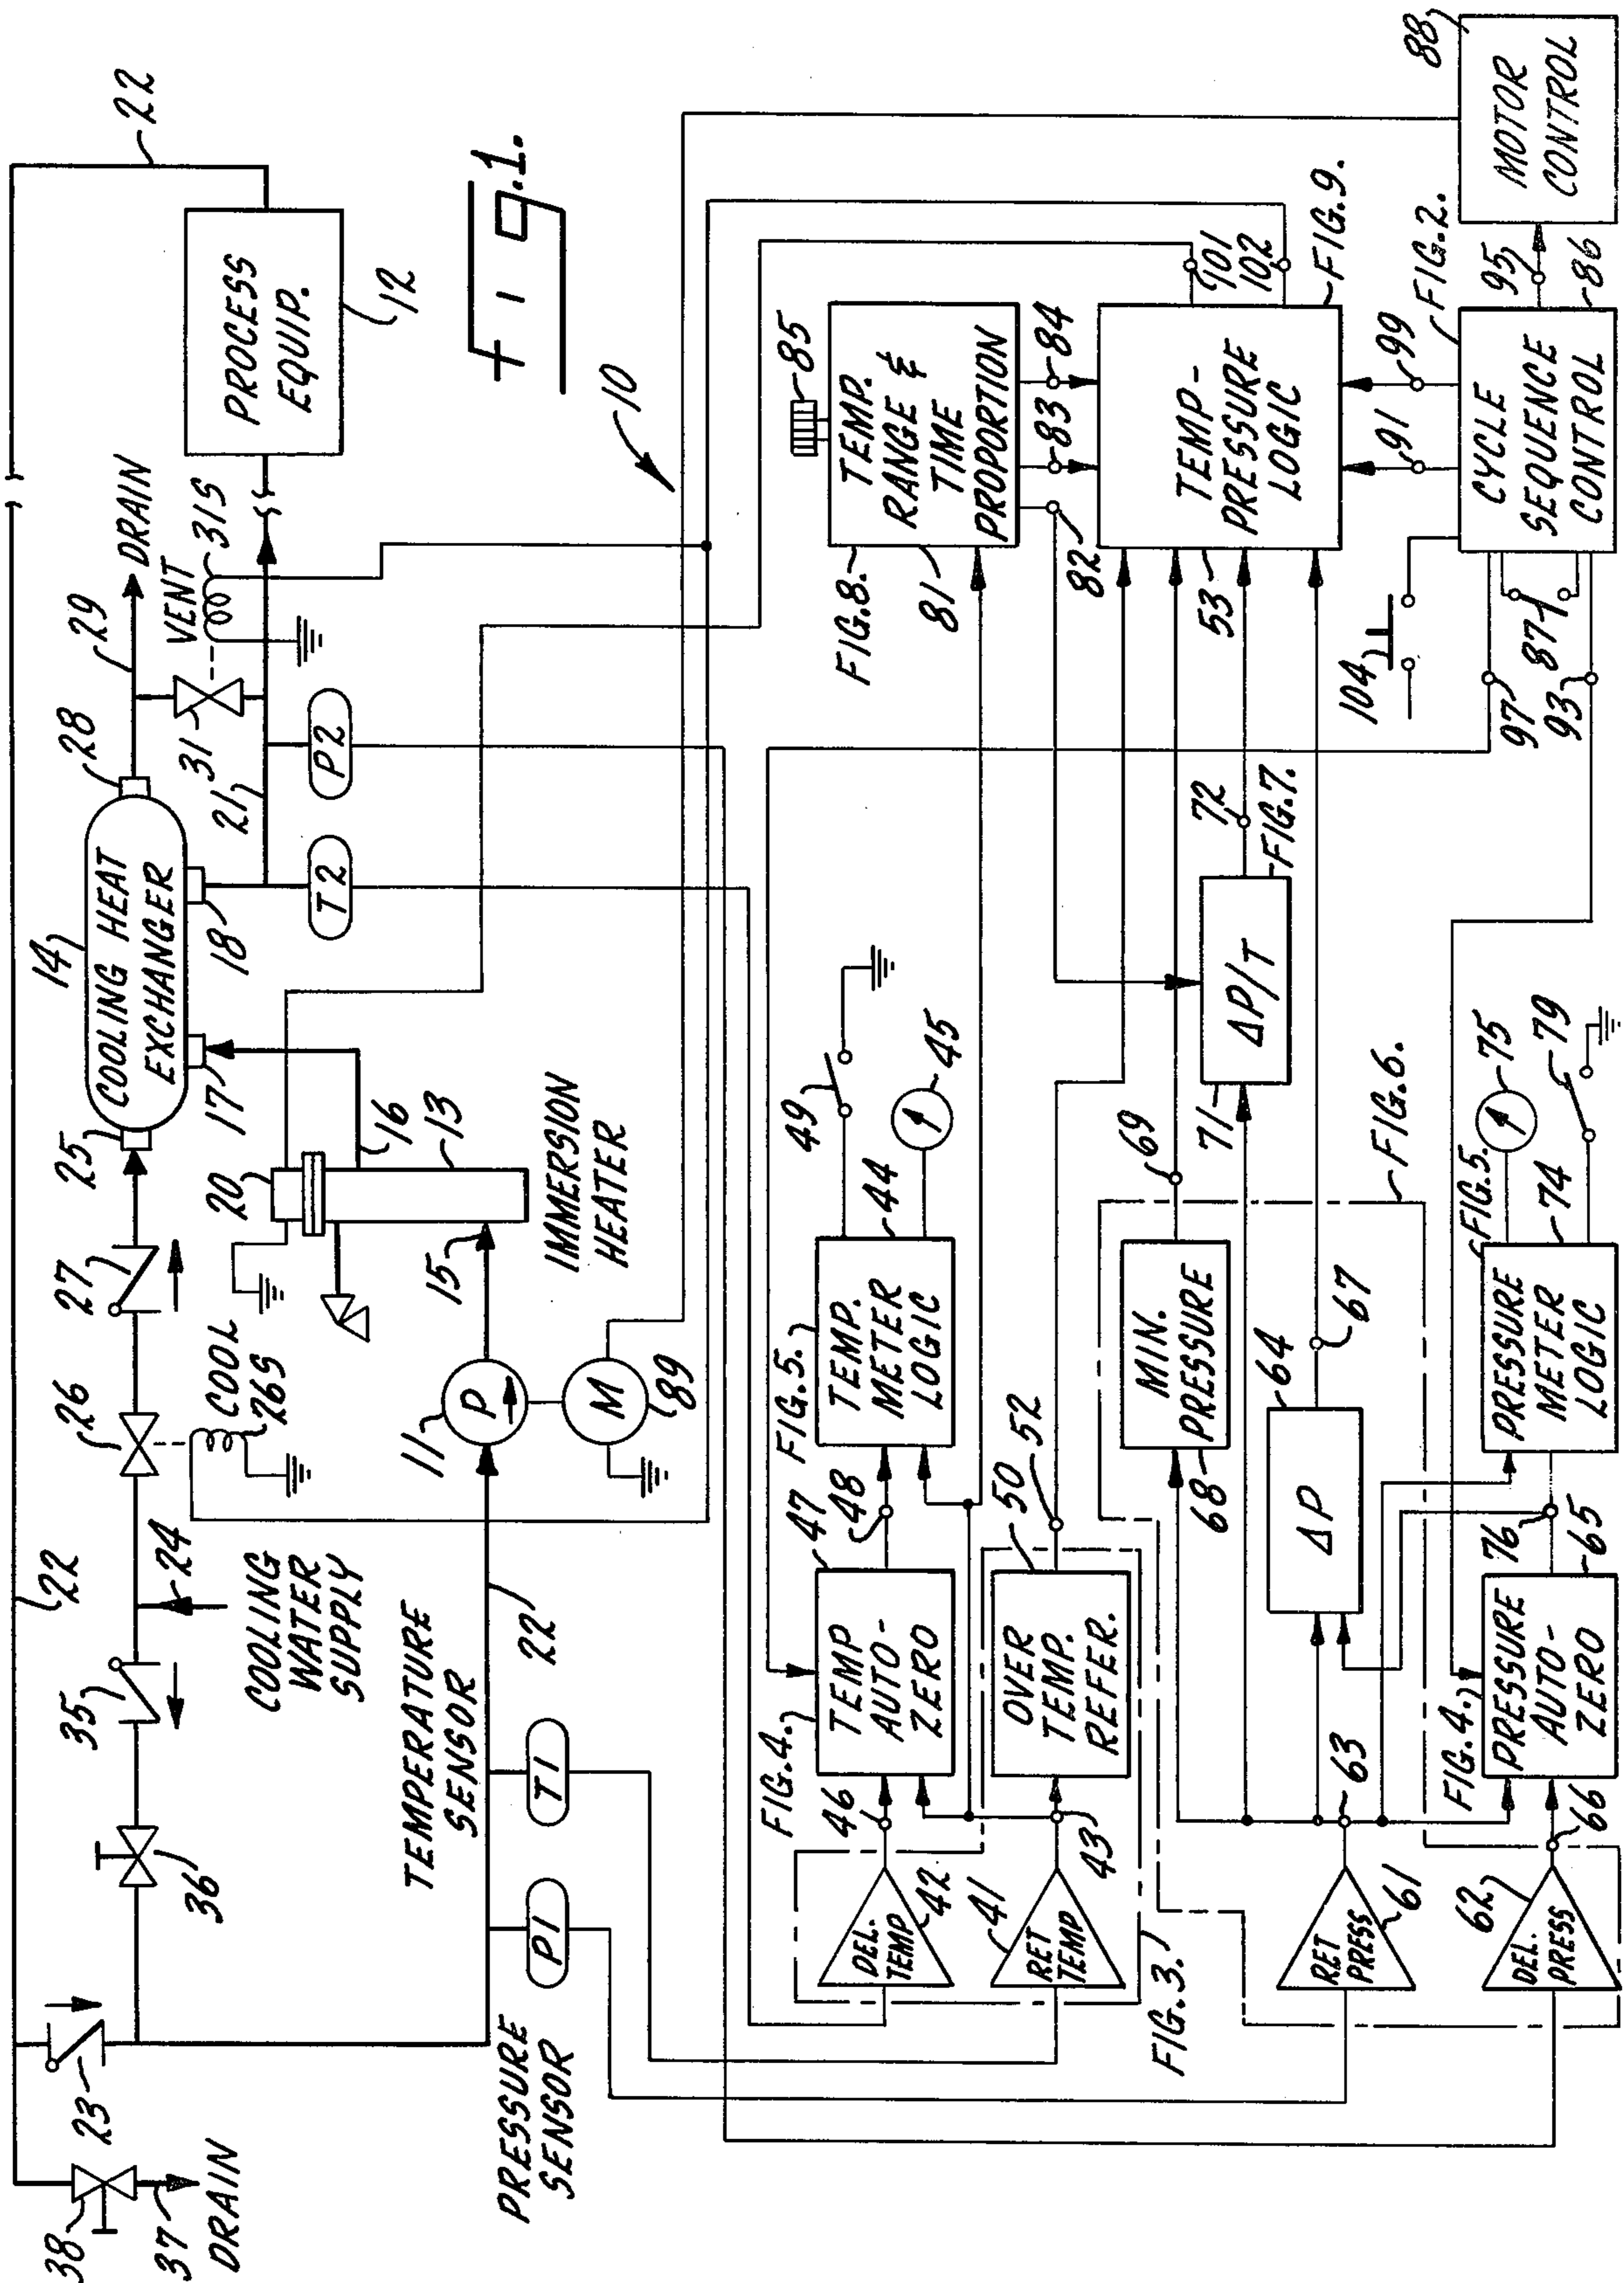 Fig.1.
10
22
PROCESS
EQUIP.
12
DRAIN
29
VENT
31S
31
28
21
P2
T2
18
14
COOLING HEAT
EXCHANGER
17
25
27
20
16
13
15
IMMERSION
HEATER
26
COOL
26S
11
P
M
89
22
24
COOLING
WATER
SUPPLY
35
36
TEMPERATURE
SENSOR
22
T1
P1
PRESSURE
SENSOR
23
38
37
DRAIN
85
FIG.8.
TEMP.
RANGE &
TIME
PROPORTION
81
82
83
84
TEMP-
PRESSURE
LOGIC
53
101
102
FIG.9.
91
99
FIG.2.
CYCLE
SEQUENCE
CONTROL
86
95
88
MOTOR
CONTROL
104
97
87
93
49
45
FIG.5.
TEMP.
METER
LOGIC
44
47
48
FIG.4.
TEMP
AUTO-
ZERO
46
50
52
OVER
TEMP.
REFER.
43
DEL.
TEMP
42
41
RET
TEMP
FIG.3.
72
FIG.7.
ΔP/T
71
69
MIN.
PRESSURE
68
FIG.6.
64
67
ΔP
75
79
FIG.5.
PRESSURE
METER
LOGIC
74
76
FIG.4.
PRESSURE
AUTO-
ZERO
65
63
66
RET
PRESS
61
62
DEL.
PRESS